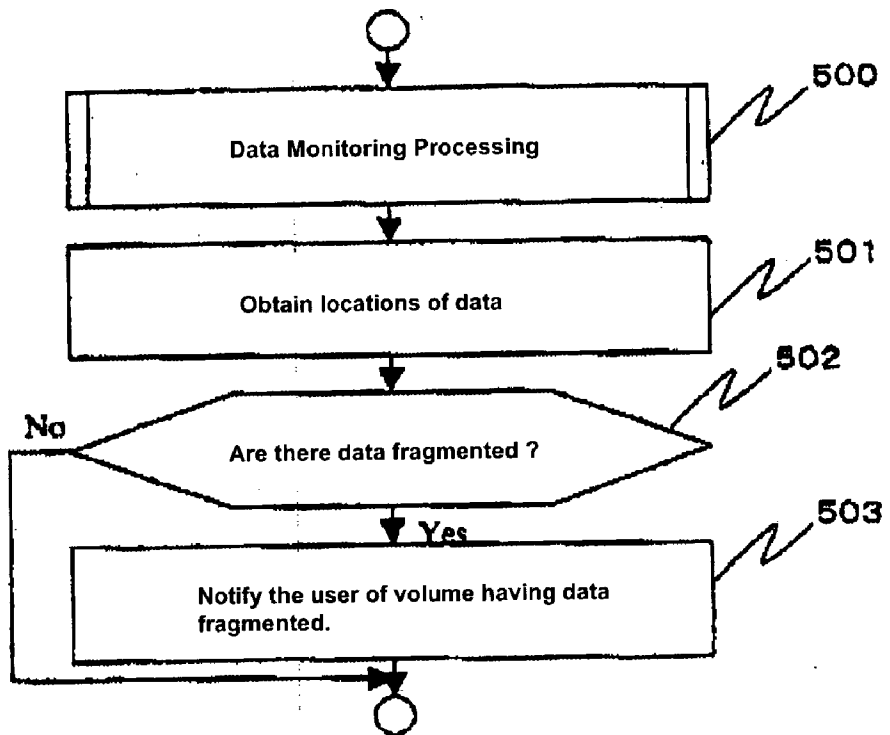 500
Data Monitoring Processing
501
Obtain locations of data
502
No
Are there data fragmented ?
Yes
503
Notify the user of volume having data
fragmented.